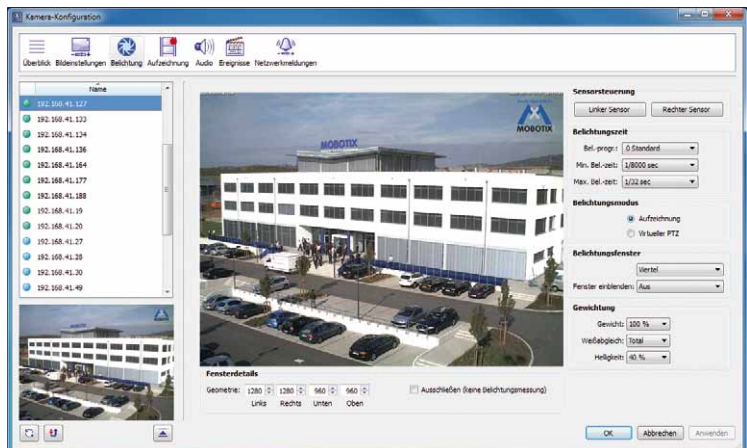 Kamera-Konfiguration
Überblick Bildeinstellungen Belichtung Aufzeichnung Audio Ereignisse Netzwerkmeldungen
Name
192.168.41.127
192.168.41.133
192.168.41.134
192.168.41.136
192.168.41.164
192.168.41.177
192.168.41.188
192.168.41.19
192.168.41.20
192.168.41.27
192.168.41.28
192.168.41.30
192.168.41.49
MOBOTIX
MOBOTIX
Sensorsteuerung
Linker Sensor Rechter Sensor
Belichtungszeit
Bel.-progr.: 0 Standard
Min. Bel.-zeit: 1/8000 sec
Max. Bel.-zeit: 1/32 sec
Belichtungsmodus
Aufzeichnung
Virtueller PTZ
Belichtungsfenster
Viertel
Fenster einblenden: Aus
Gewichtung
Gewicht: 100 %
Weißabgleich: Total
Helligkeit: 40 %
Fensterdetails
Geometrie: 1280 1280 960 960
Links Rechts Unten Oben
Ausschließen (keine Belichtungsmessung)
OK Abbrechen Anwenden